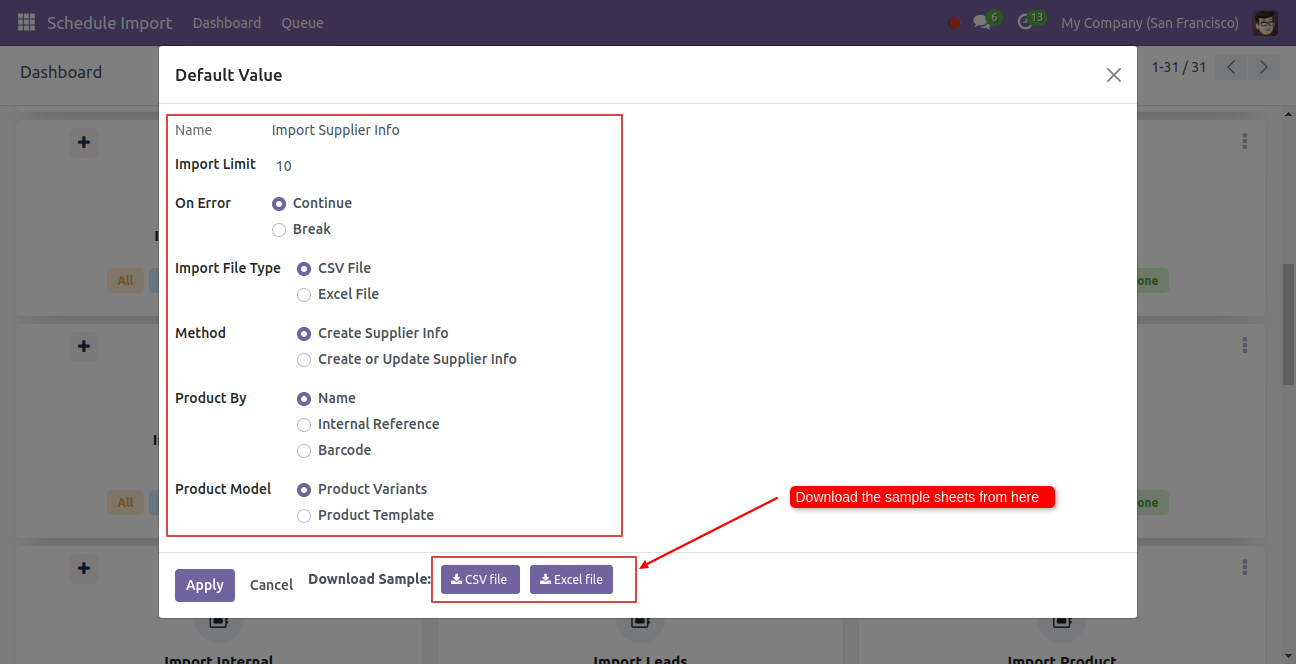 Schedule Import Dashboard Queue 6 13 My Company (San Francisco)
Dashboard
1-31 / 31
Default Value
Name Import Supplier Info
Import Limit 10
On Error Continue
Break
Import File Type CSV File
Excel File
Method Create Supplier Info
Create or Update Supplier Info
Product By Name
Internal Reference
Barcode
Product Model Product Variants
Product Template
Download the sample sheets from here
Apply Cancel Download Sample: CSV file Excel file
All
All
Import Internal Import Leads Import Product